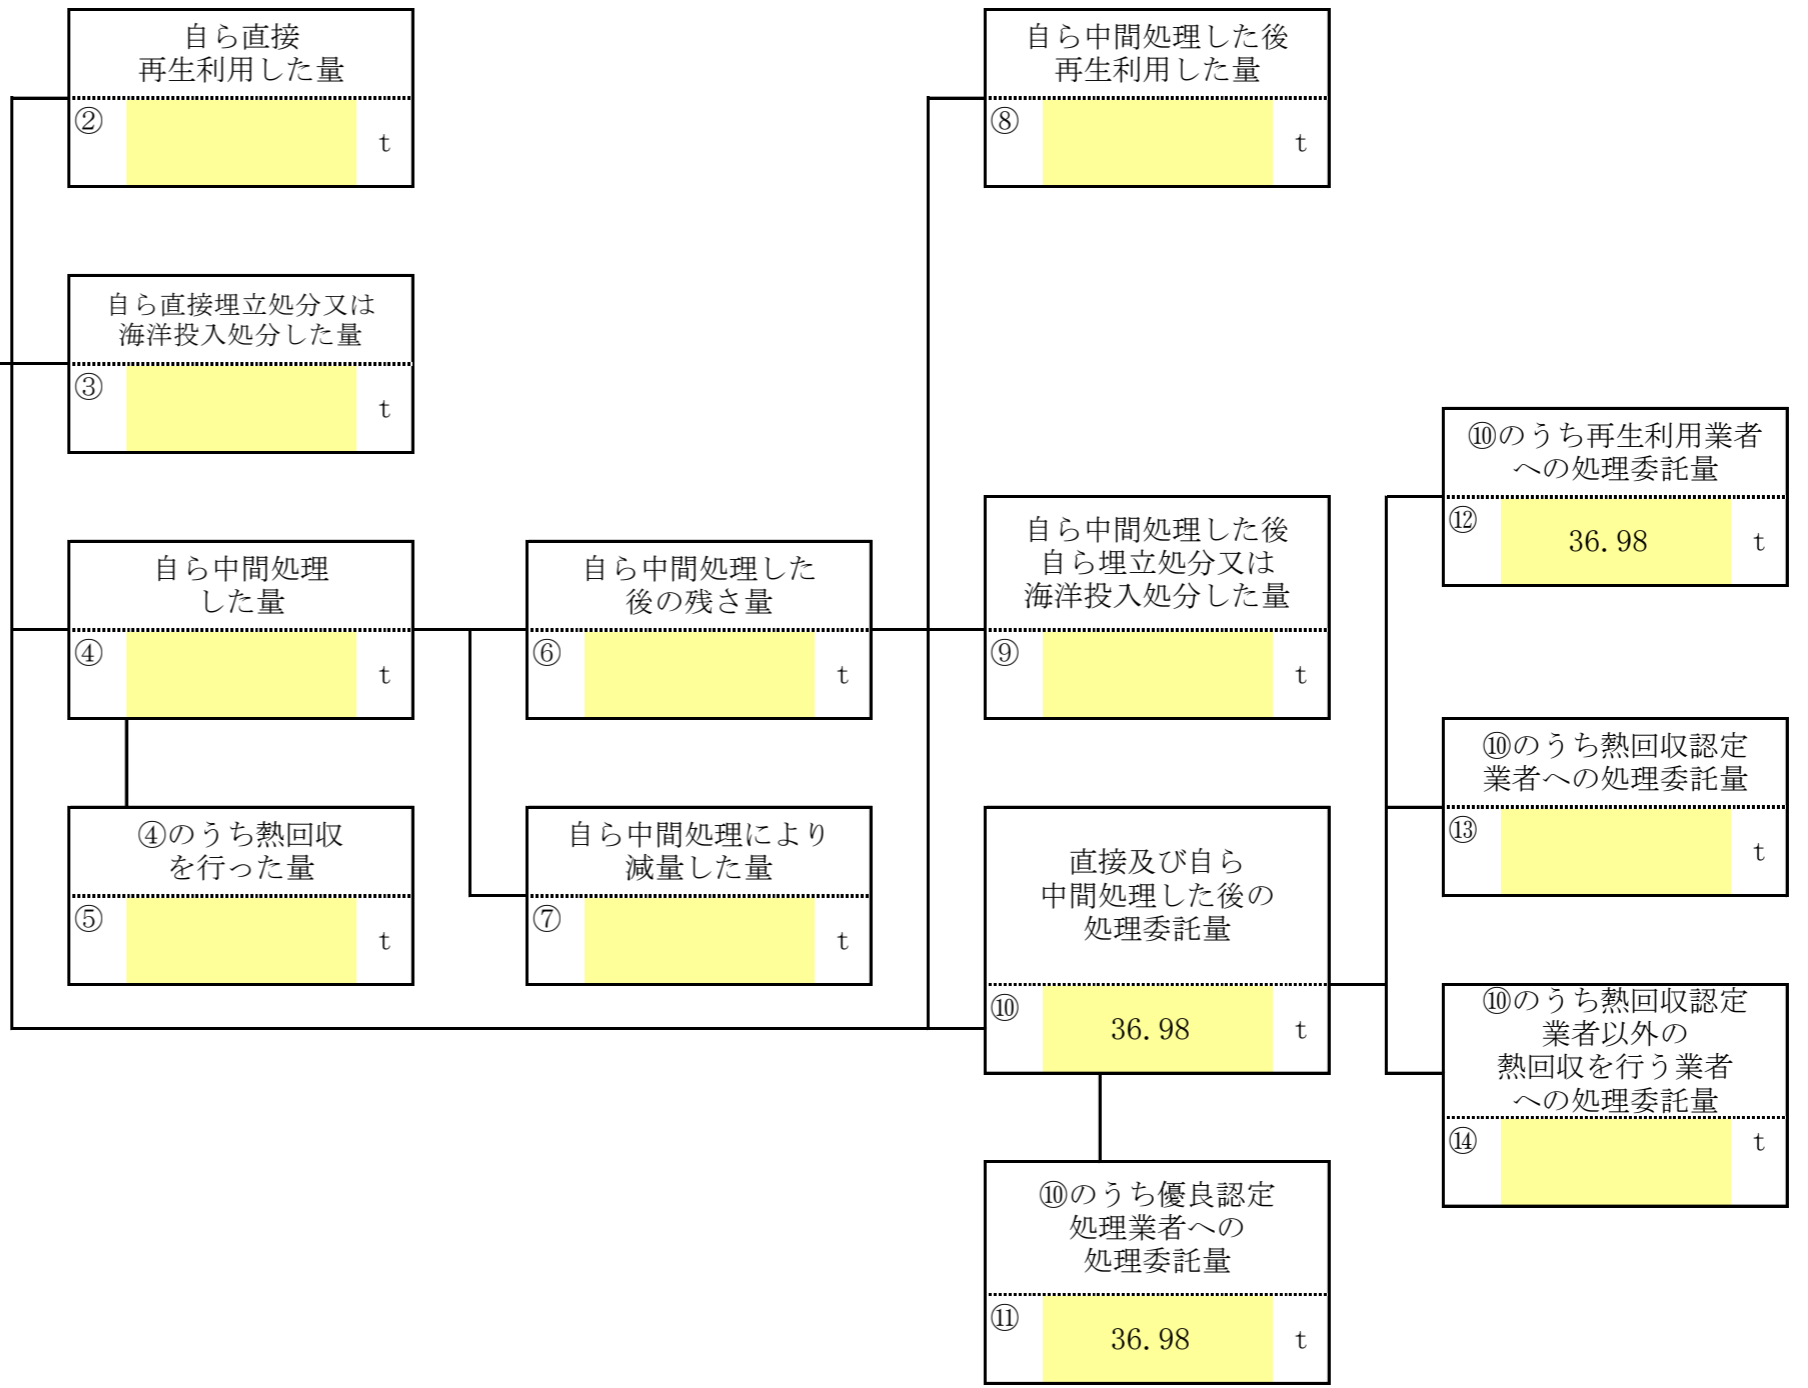 自ら直接
再生利用した量
②
t
自ら直接埋立処分又は
海洋投入処分した量
③
t
自ら中間処理
した量
④
t
④のうち熱回収
を行った量
⑤
t
自ら中間処理した
後の残さ量
⑥
t
自ら中間処理により
減量した量
⑦
t
自ら中間処理した後
再生利用した量
⑧
t
自ら中間処理した後
自ら埋立処分又は
海洋投入処分した量
⑨
t
直接及び自ら
中間処理した後の
処理委託量
⑩ 36.98 t
⑩のうち優良認定
処理業者への
処理委託量
⑪ 36.98 t
⑩のうち再生利用業者
への処理委託量
⑫ 36.98 t
⑩のうち熱回収認定
業者への処理委託量
⑬
t
⑩のうち熱回収認定
業者以外の
熱回収を行う業者
への処理委託量
⑭
t